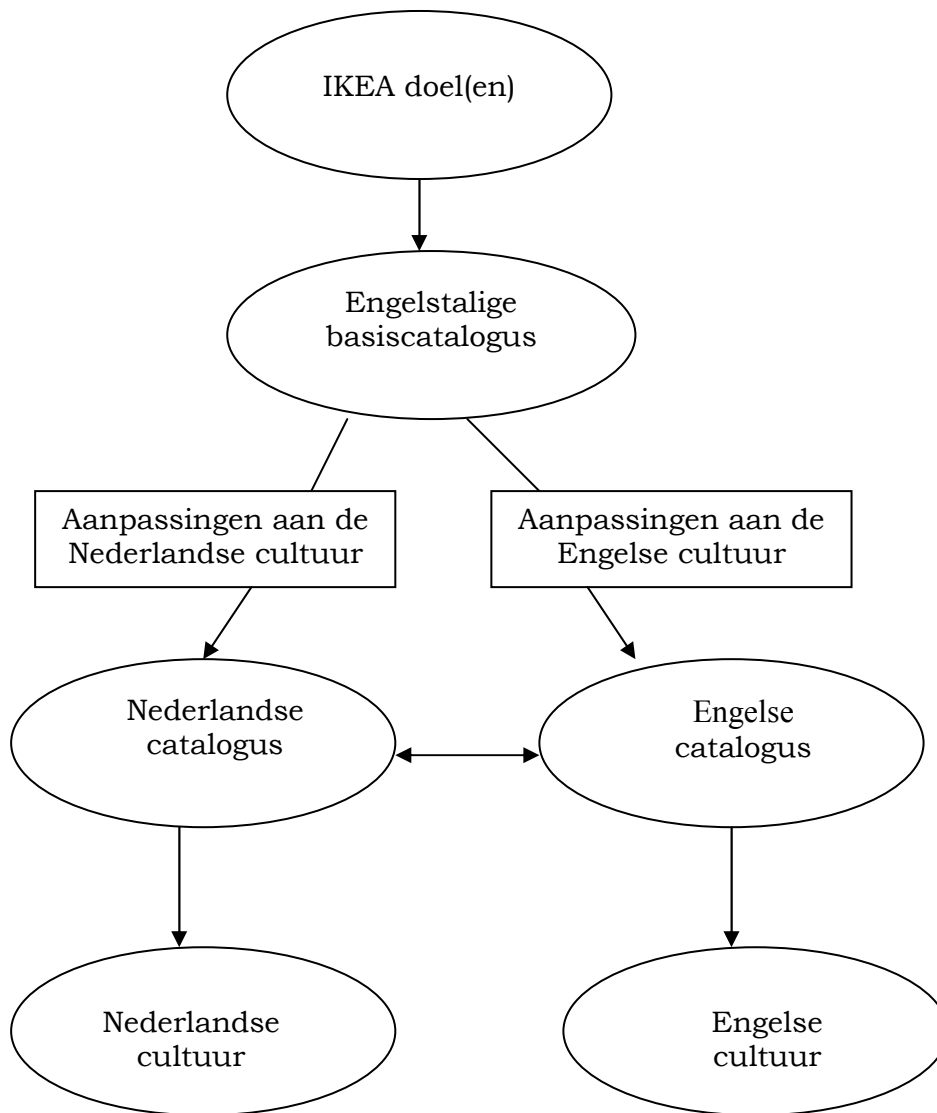 IKEA doel(en)
Engelstalige
basiscatalogus
Aanpassingen aan de
Nederlandse cultuur
Aanpassingen aan de
Engelse cultuur
Nederlandse
catalogus
Engelse
catalogus
Nederlandse
cultuur
Engelse
cultuur